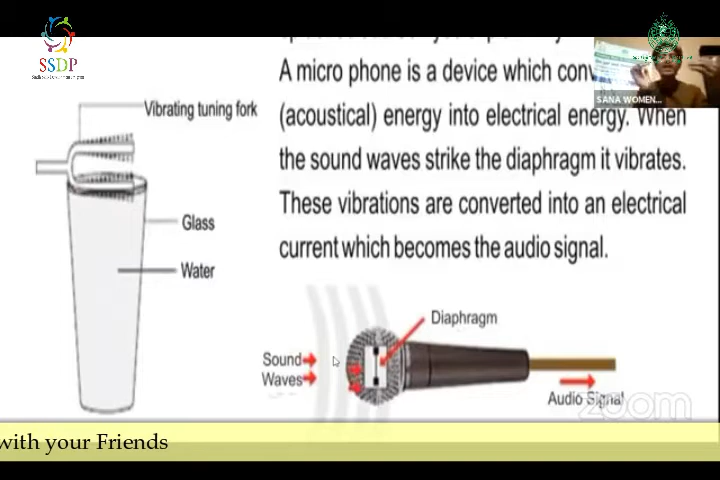 SSDP
SANA WOMEN...
A micro phone is a device which
(acoustical) energy into electrical energy. When
the sound waves strike the diaphragm it vibrates.
These vibrations are converted into an electrical
current which becomes the audio signal.
Vibrating tuning fork
Glass
Water
Diaphragm
Sound
Waves
Audio Signal
zoom
with your Friends